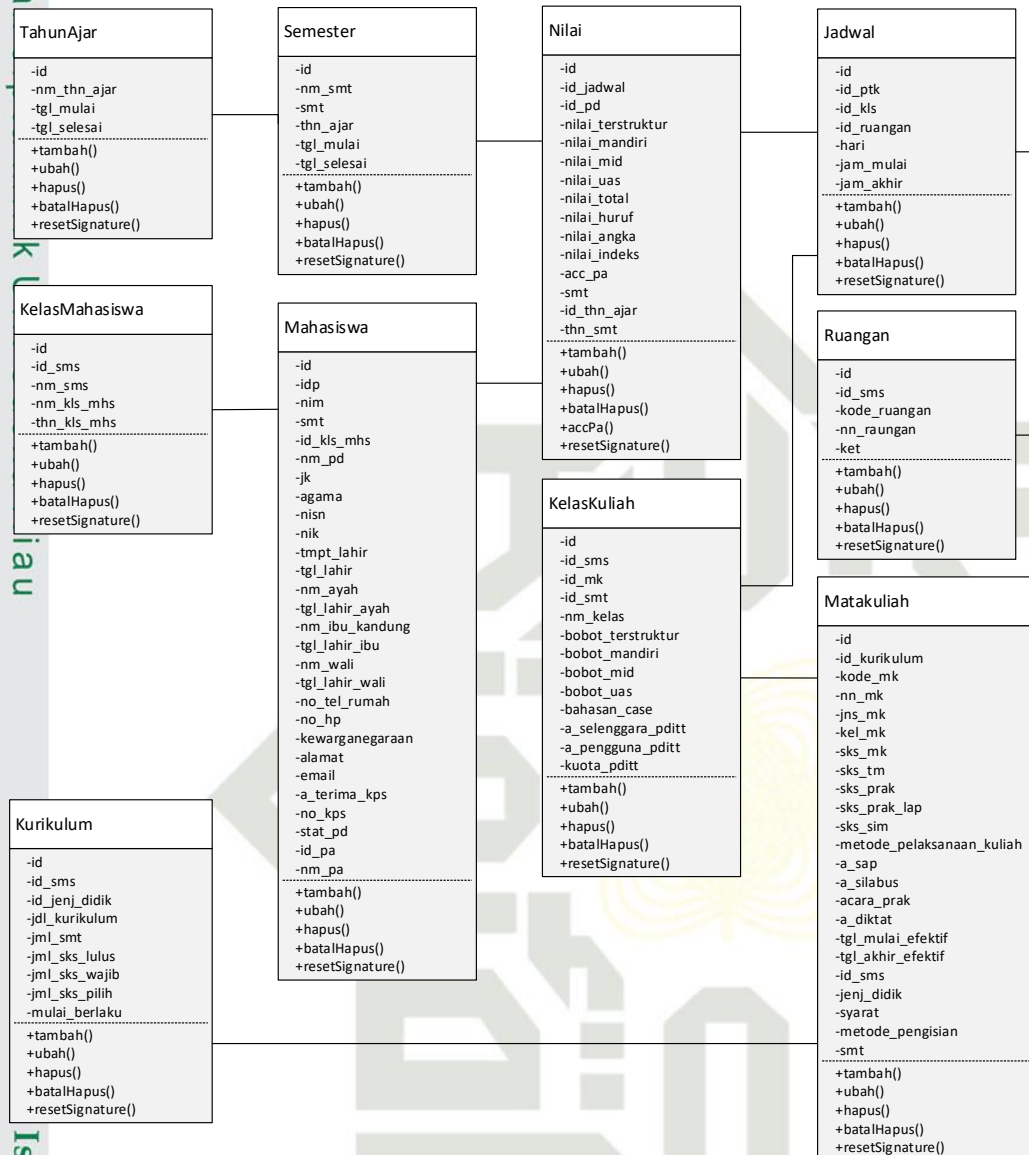 TahunAjar
-id
-nm_thn_ajar
-tgl_mulai
-tgl_selesai
+tambah()
+ubah()
+hapus()
+batalHapus()
+resetSignature()
Semester
-id
-nm_smt
-smt
-thn_ajar
-tgl_mulai
-tgl_selesai
+tambah()
+ubah()
+hapus()
+batalHapus()
+resetSignature()
Nilai
-id
-id_jadwal
-id_pd
-nilai_terstruktur
-nilai_mandiri
-nilai_mid
-nilai_uas
-nilai_total
-nilai_huruf
-nilai_angka
-nilai_indeks
-acc_pa
-smt
-id_thn_ajar
-thn_smt
+tambah()
+ubah()
+hapus()
+batalHapus()
+accPa()
+resetSignature()
Jadwal
-id
-id_ptk
-id_kls
-id_ruangan
-hari
-jam_mulai
-jam_akhir
+tambah()
+ubah()
+hapus()
+batalHapus()
+resetSignature()
KelasMahasiswa
-id
-id_sms
-nm_sms
-nm_kls_mhs
-thn_kls_mhs
+tambah()
+ubah()
+hapus()
+batalHapus()
+resetSignature()
Mahasiswa
-id
-idp
-nim
-smt
-id_kls_mhs
-nm_pd
-jk
-agama
-nisn
-nik
-tmpt_lahir
-tgl_lahir
-nm_ayah
-tgl_lahir_ayah
-nm_ibu_kandung
-tgl_lahir_ibu
-nm_wali
-tgl_lahir_wali
-no_tel_rumah
-no_hp
-kewarganegaraan
-alamat
-email
-a_terima_kps
-no_kps
-stat_pd
-id_pa
-nm_pa
+tambah()
+ubah()
+hapus()
+batalHapus()
+resetSignature()
Ruangan
-id
-id_sms
-kode_ruangan
-nn_raungan
-ket
+tambah()
+ubah()
+hapus()
+batalHapus()
+resetSignature()
KelasKuliah
-id
-id_sms
-id_mk
-id_smt
-nm_kelas
-bobot_terstruktur
-bobot_mandiri
-bobot_mid
-bobot_uas
-bahasan_case
-a_selenggara_pditt
-a_pengguna_pditt
-kuota_pditt
+tambah()
+ubah()
+hapus()
+batalHapus()
+resetSignature()
Matakuliah
-id
-id_kurikulum
-kode_mk
-nn_mk
-jns_mk
-kel_mk
-sks_mk
-sks_tm
-sks_prak
-sks_prak_lap
-sks_sim
-metode_pelaksanaan_kuliah
-a_sap
-a_silabus
-acara_prak
-a_diktat
-tgl_mulai_efektif
-tgl_akhir_efektif
-id_sms
-jenj_didik
-syarat
-metode_pengisian
-smt
+tambah()
+ubah()
+hapus()
+batalHapus()
+resetSignature()
Kurikulum
-id
-id_sms
-id_jenj_didik
-jdl_kurikulum
-jml_smt
-jml_sks_lulus
-jml_sks_wajib
-jml_sks_pilih
-mulai_berlaku
+tambah()
+ubah()
+hapus()
+batalHapus()
+resetSignature()